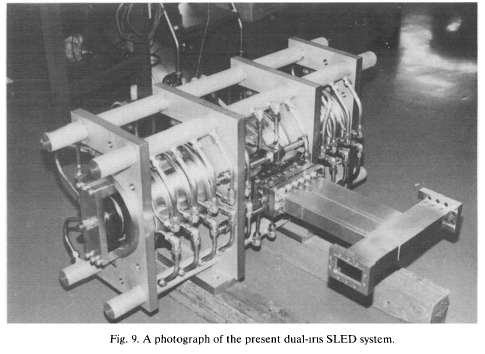 Fig. 9. A photograph of the present dual-iris SLED system.